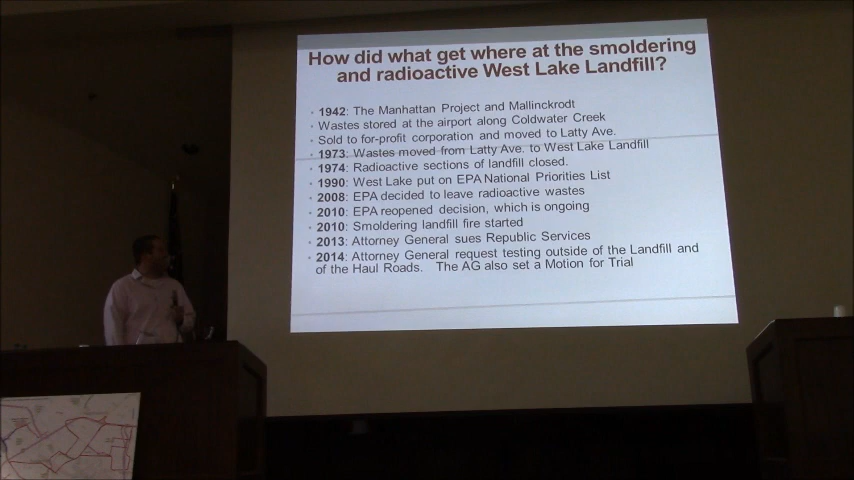 How did what get where at the smoldering
and radioactive West Lake Landfill?
• 1942: The Manhattan Project and Mallinckrodt
• Wastes stored at the airport along Coldwater Creek
• Sold to for-profit corporation and moved to Latty Ave.
• 1973: Wastes moved from Latty Ave. to West Lake Landfill
• 1974: Radioactive sections of landfill closed.
• 1990: West Lake put on EPA National Priorities List
• 2008: EPA decided to leave radioactive wastes
• 2010: EPA reopened decision, which is ongoing
• 2010: Smoldering landfill fire started
• 2013: Attorney General sues Republic Services
• 2014: Attorney General request testing outside of the Landfill and
of the Haul Roads. The AG also set a Motion for Trial